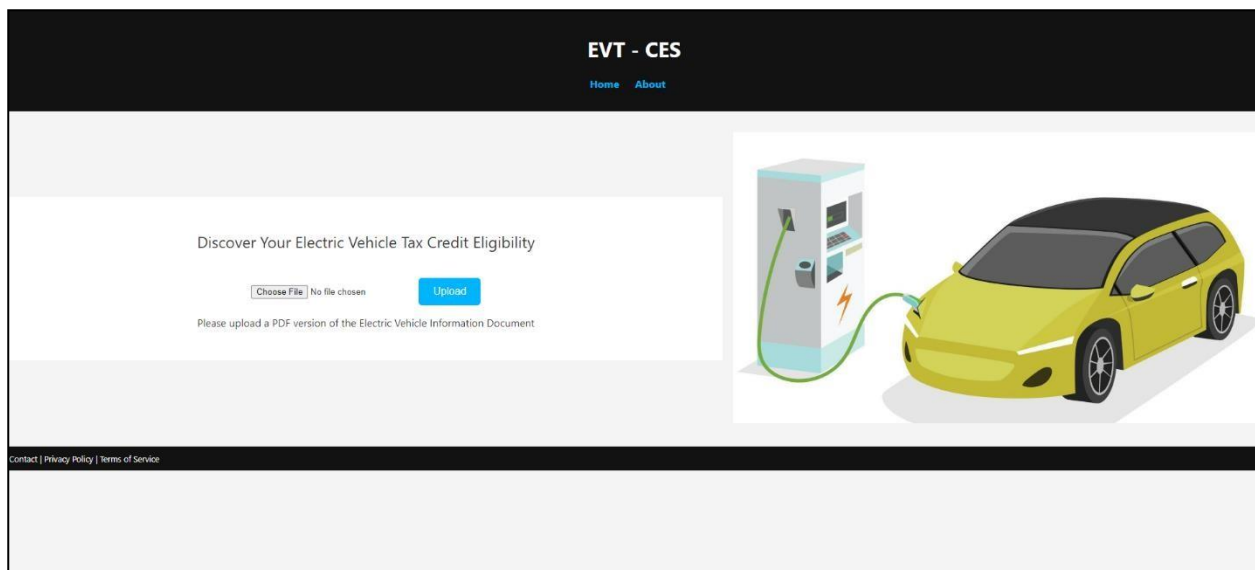 EVT - CES
Home About
Discover Your Electric Vehicle Tax Credit Eligibility
Choose File No file chosen Upload
Please upload a PDF version of the Electric Vehicle Information Document
Contact | Privacy Policy | Terms of Service